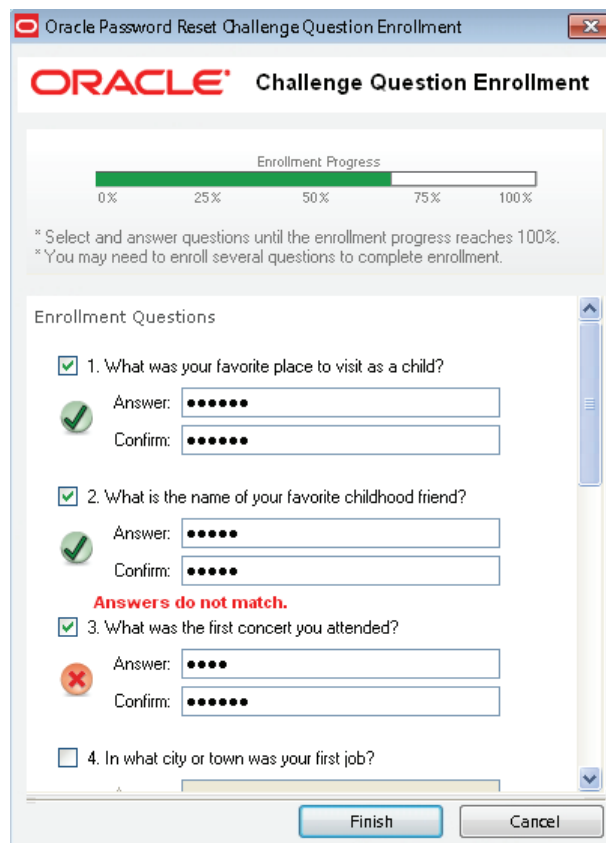 Oracle Password Reset Challenge Question Enrollment
ORACLE Challenge Question Enrollment
Enrollment Progress
0% 25% 50% 75% 100%
* Select and answer questions until the enrollment progress reaches 100%.
* You may need to enroll several questions to complete enrollment.
Enrollment Questions
1. What was your favorite place to visit as a child?
Answer: ••••••
Confirm: ••••••
2. What is the name of your favorite childhood friend?
Answer: •••••
Confirm: •••••
Answers do not match.
3. What was the first concert you attended?
Answer: ••••
Confirm: ••••••
4. In what city or town was your first job?
Finish Cancel